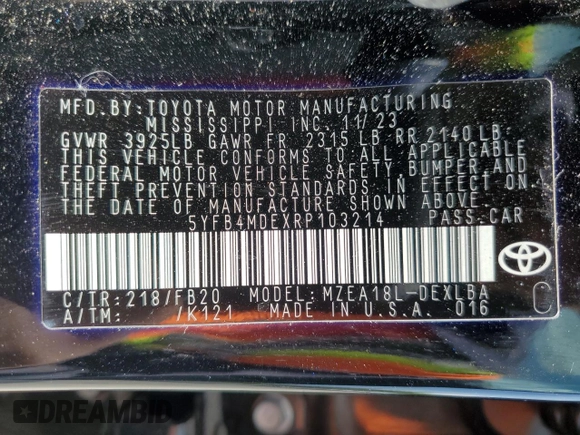 MFD. BY: TOYOTA MOTOR MANUFACTURING
MISSISSIPPI INC. 11/23
GVWR 3925LB GAWR FR 2315 LB RR 2140 LB
THIS VEHICLE CONFORMS TO ALL APPLICABLE
FEDERAL MOTOR VEHICLE SAFETY, BUMPER, AND
THEFT PREVENTION STANDARDS IN EFFECT ON
THE DATE OF MANUFACTURE SHOWN ABOVE.
5YFB4MDEXRP103214 PASS.CAR
C/TR: 218/FB20 MODEL: MZEA18L-DEXLBA C
A/TM: /K121 MADE IN U.S.A. 016
DREAMBID